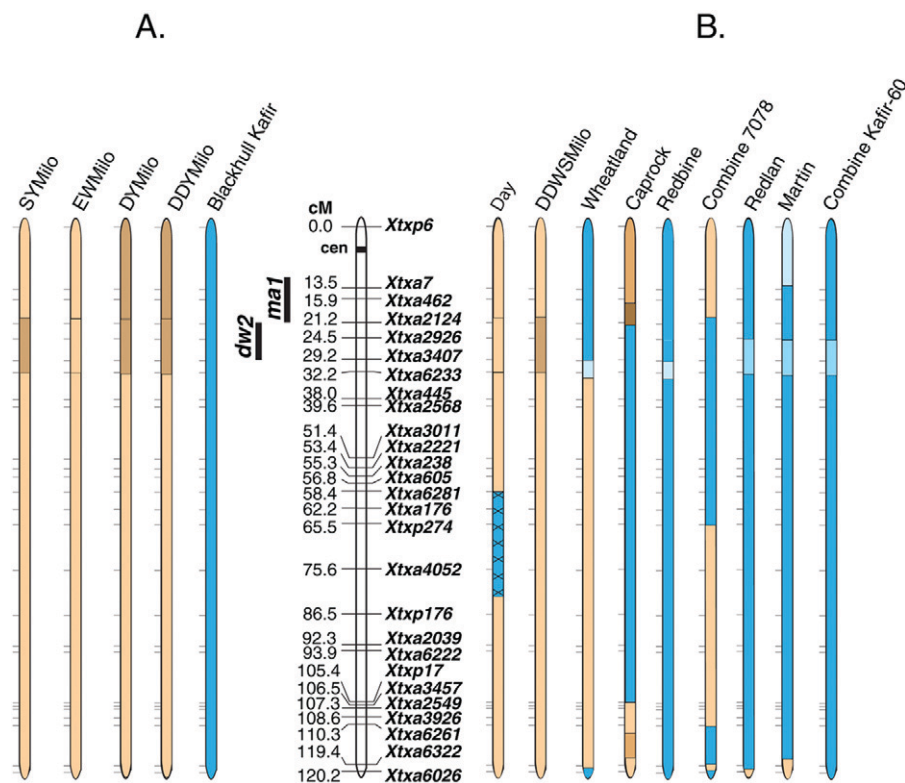 A.
B.
SYMilo
EWMilo
DYMilo
DDYMilo
Blackhull Kafir
Day
DDWSMilo
Wheatland
Caprock
Redbine
Combine 7078
Redlan
Martin
Combine Kafir-60
cM
0.0 Xtxp6
cen
ma1
dw2
13.5 Xtxa7
15.9 Xtxa462
21.2 Xtxa2124
24.5 Xtxa2926
29.2 Xtxa3407
32.2 Xtxa6233
38.0 Xtxa445
39.6 Xtxa2568
51.4 Xtxa3011
53.4 Xtxa2221
55.3 Xtxa238
56.8 Xtxa605
58.4 Xtxa6281
62.2 Xtxa176
65.5 Xtxp274
75.6 Xtxa4052
86.5 Xtxp176
92.3 Xtxa2039
93.9 Xtxa6222
105.4 Xtxp17
106.5 Xtxa3457
107.3 Xtxa2549
108.6 Xtxa3926
110.3 Xtxa6261
119.4 Xtxa6322
120.2 Xtxa6026